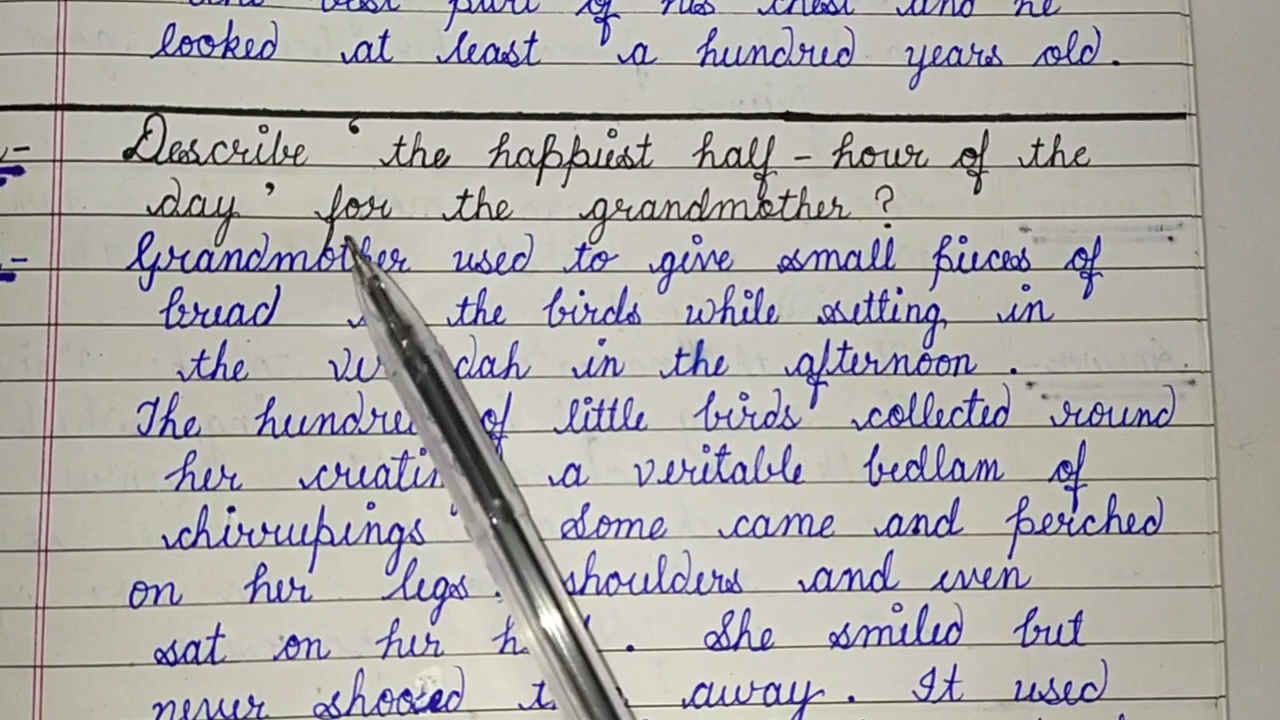 looked at least a hundred years old.
Describe ‘the happiest half-hour of the
day’ for the grandmother?
Grandmother used to give small pieces of
bread the birds while setting in
the dah in the afternoon.
The of little birds collected round
her a veritable bedlam of
chirrupings Some came and perched
on her legs. shoulders and even
sat on her. She smiled but
never shooed away. It used